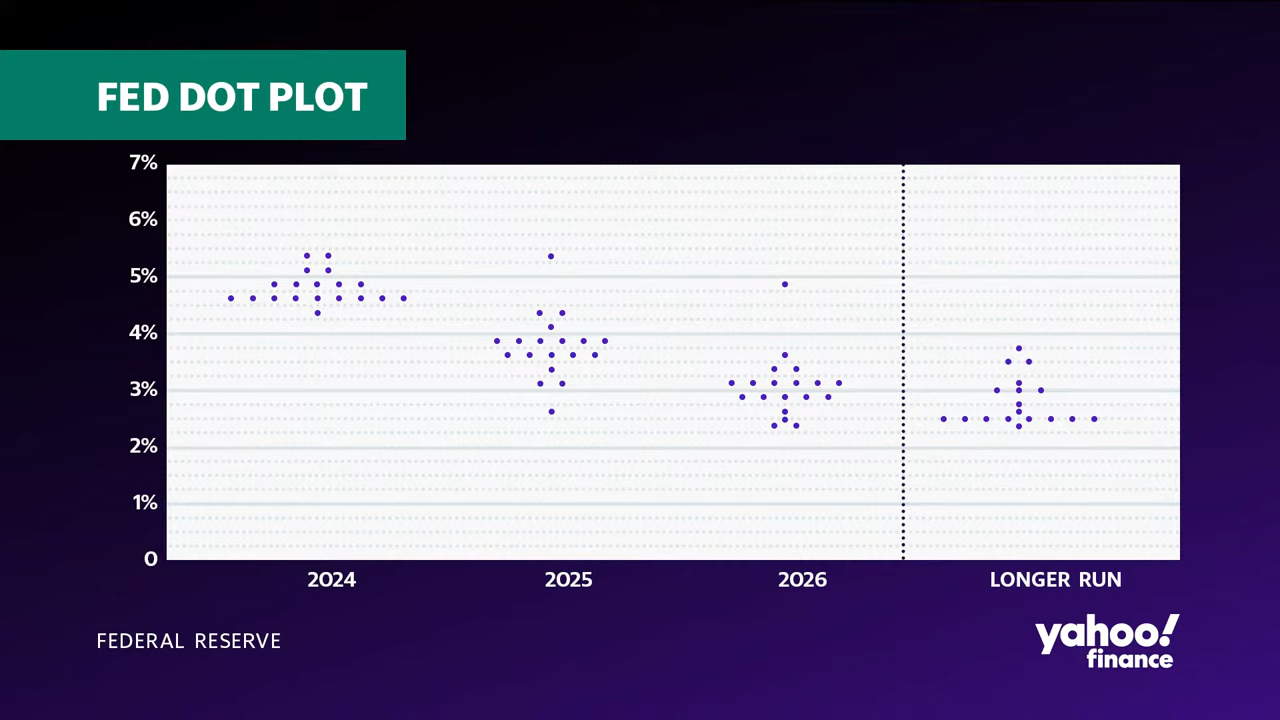 FED DOT PLOT
7%
6%
5%
4%
3%
2%
1%
0
2024
2025
2026
LONGER RUN
FEDERAL RESERVE
yahoo!
finance